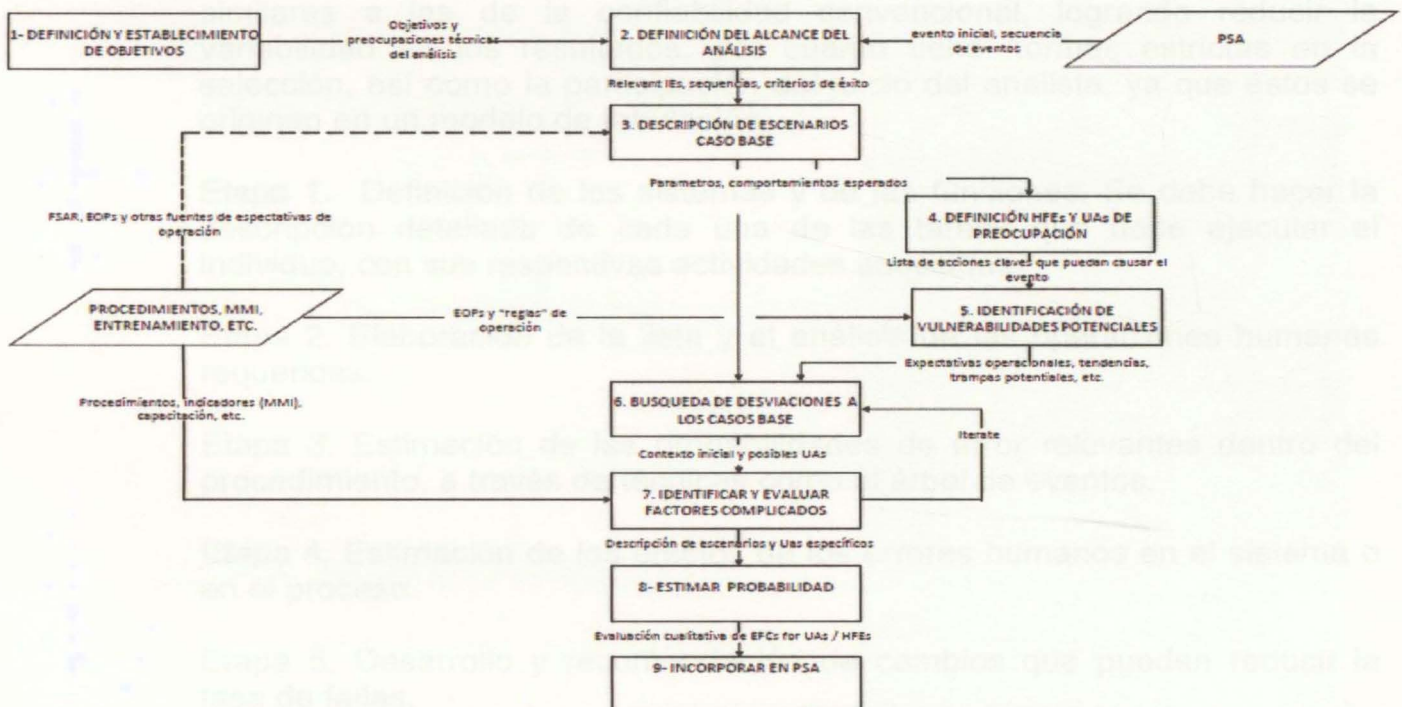 1- DEFINICIÓN Y ESTABLECIMIENTO
DE OBJETIVOS
Objetivos y
preocupaciones técnicas
del análisis
2. DEFINICIÓN DEL ALCANCE DEL
ANÁLISIS
evento inicial, secuencia
de eventos
PSA
relevantes, sequencias, criterios de éxito
3. DESCRIPCIÓN DE ESCENARIOS
CASO BASE
Parametros, comportamientos esperados
FSAR, EOPs y otras fuentes de espectativas de
operación
4. DEFINICIÓN HFEs Y UAs DE
PREOCUPACIÓN
Lista de acciones claves que puedan causar el
evento
PROCEDIMIENTOS, MMI,
ENTRENAMIENTO, ETC.
EOPs y "reglas" de
operación
5. IDENTIFICACIÓN DE
VULNERABILIDADES POTENCIALES
Expectativas operacionales, tendencias,
trampas potentiales, etc.
Procedimientos, indicadores (MMI),
capacitación, etc.
6. BUSQUEDA DE DESVIACIONES A
LOS CASOS BASE
Iterate
Contexto inicial y posibles UAs
7. IDENTIFICAR Y EVALUAR
FACTORES COMPLICADOS
Descripción de escenarios y Uas específicos
8- ESTIMAR PROBABILIDAD
Evaluación cualitativa de EFCs for UAs / HFEs
9- INCORPORAR EN PSA